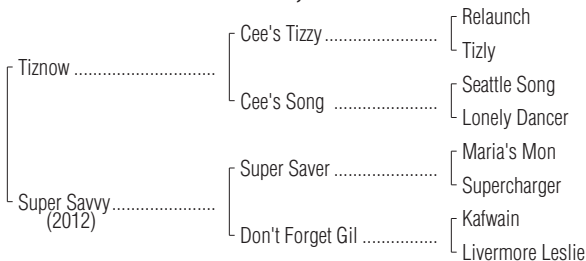 Relaunch
Cee's Tizzy ..........................
Tizly
Tiznow ................................
Seattle Song
Cee's Song ........................
Lonely Dancer
Maria's Mon
Super Saver ........................
Supercharger
Super Savvy ........................
(2012)
Kafwain
Don't Forget Gil .................
Livermore Leslie